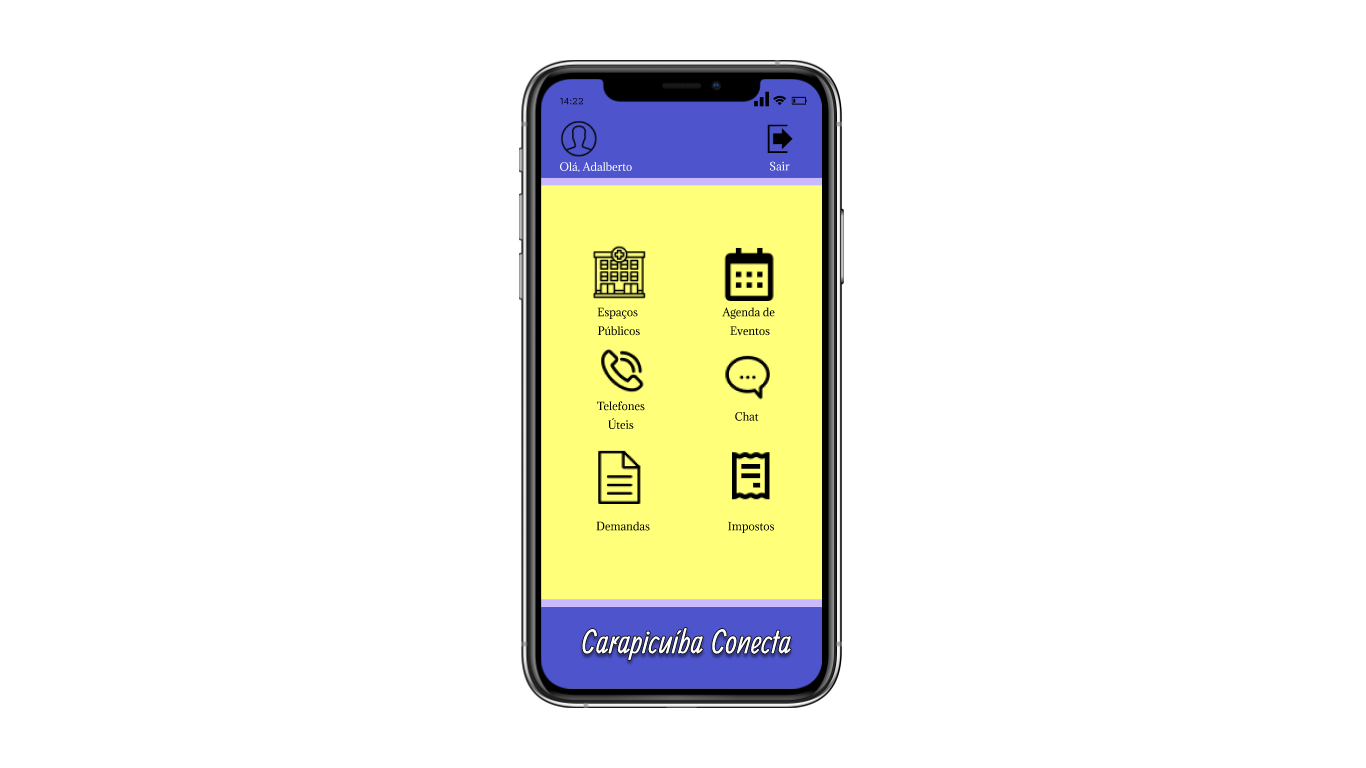 14:22
Olá, Adalberto
Sair
Espaços
Públicos
Agenda de
Eventos
Telefones
Úteis
Chat
Demandas
Impostos
Carapicuíba Conecta